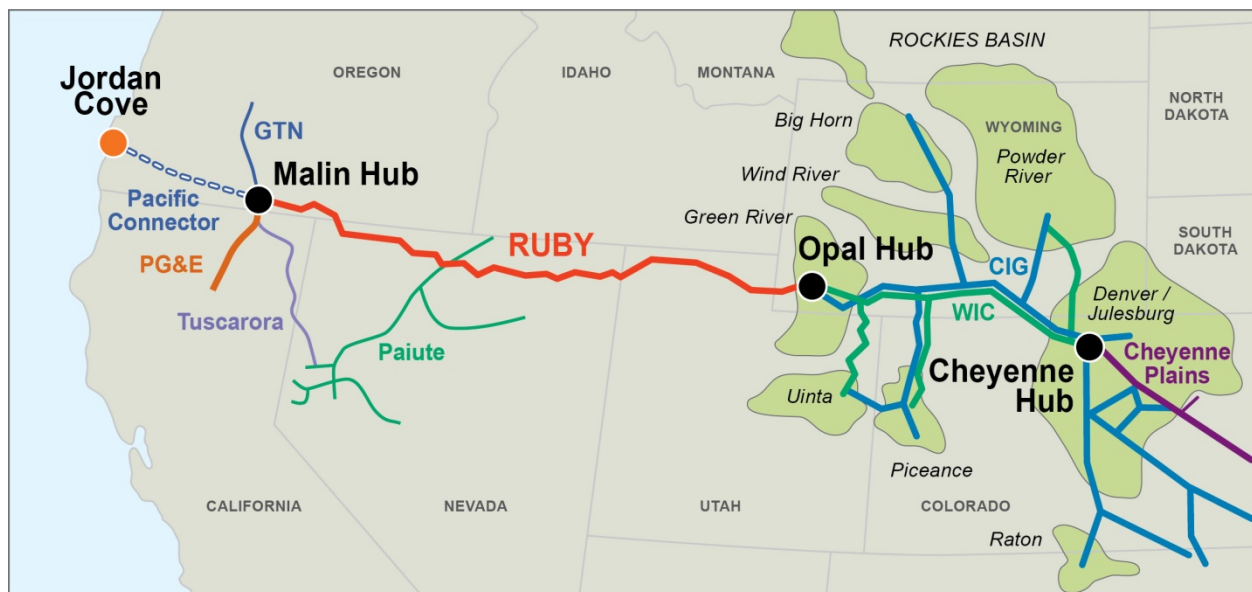 ROCKIES BASIN
OREGON
IDAHO
MONTANA
NORTH
DAKOTA
Jordan
Cove
GTN
Big Horn
WYOMING
Powder
River
Malin Hub
Wind River
Pacific
Connector
Green River
SOUTH
DAKOTA
PG&E
RUBY
Opal Hub
CIG
Denver /
Julesburg
Tuscarora
WIC
Paiute
Cheyenne
Plains
Cheyenne
Hub
Uinta
Piceance
CALIFORNIA
NEVADA
UTAH
COLORADO
Raton